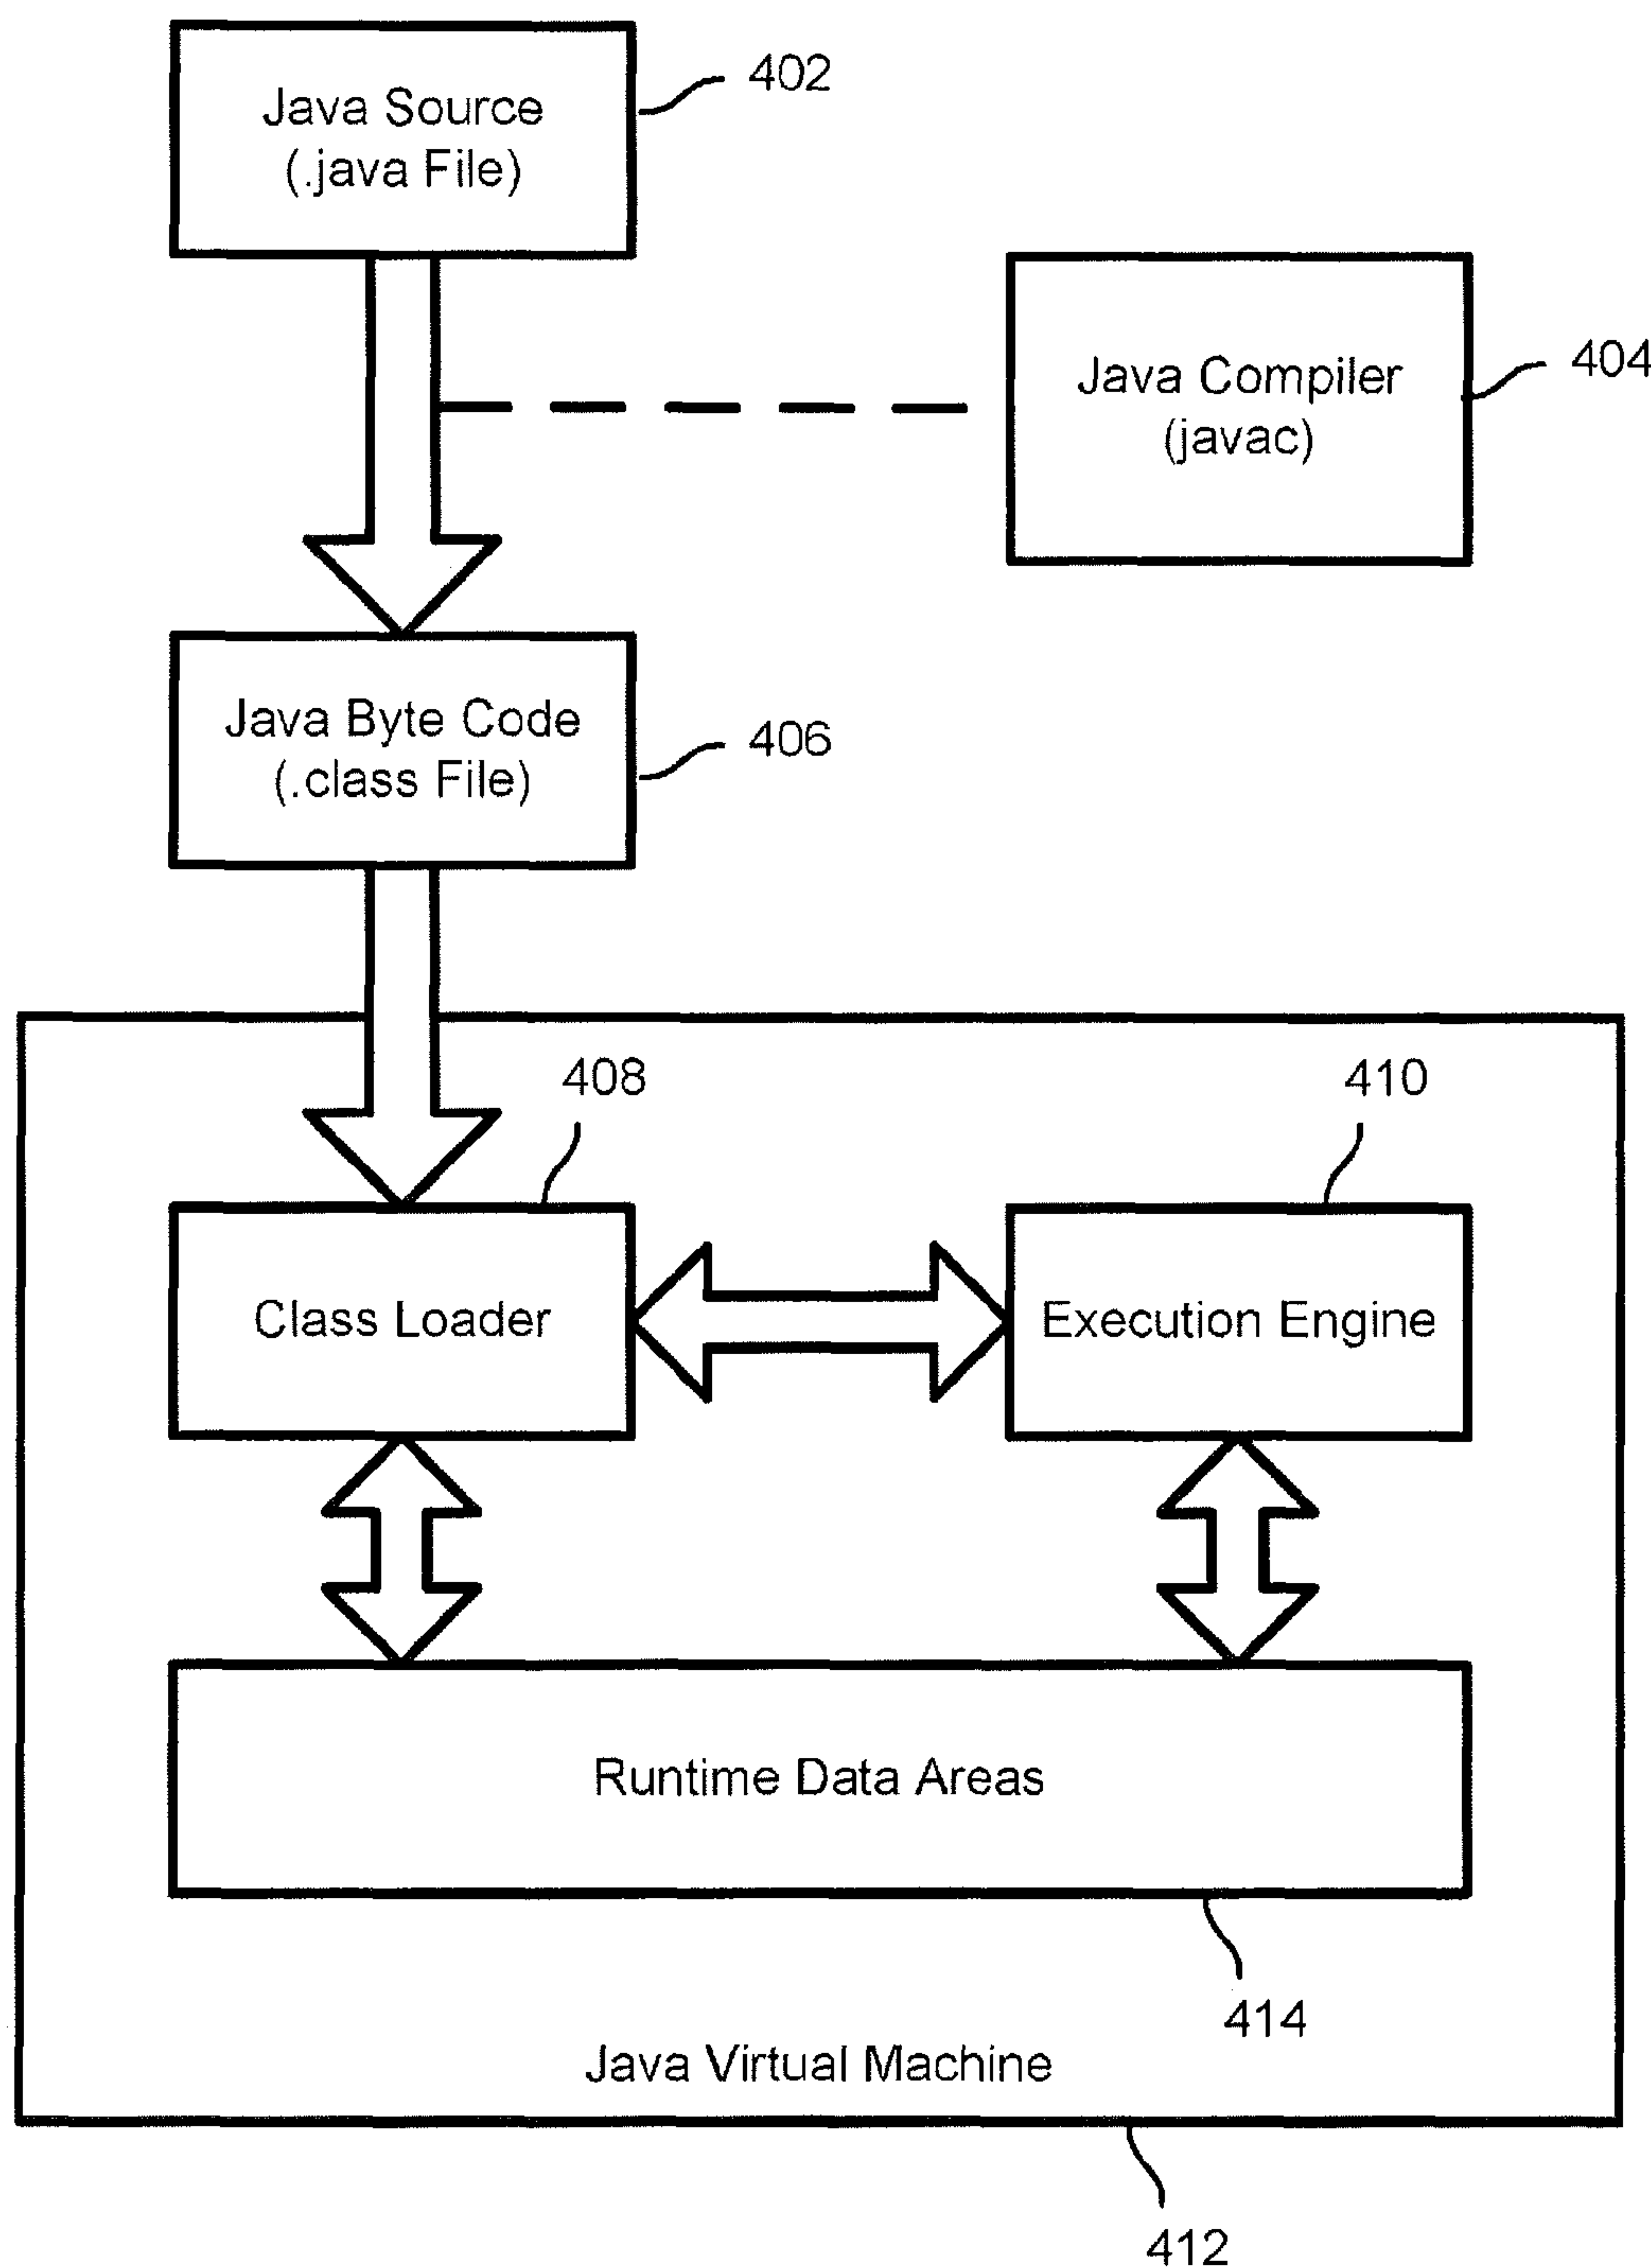 Java Source
(.java File)
402
Java Compiler
(javac)
404
Java Byte Code
(.class File)
406
408
410
Class Loader
Execution Engine
Runtime Data Areas
414
Java Virtual Machine
412